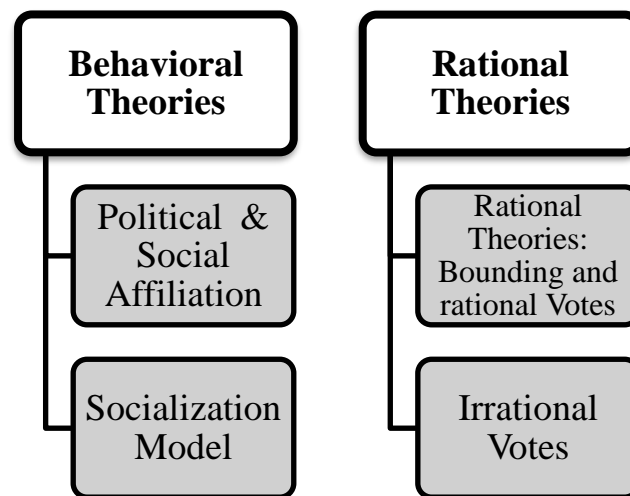 Behavioral
Theories
Political &
Social
Affiliation
Socialization
Model
Rational
Theories
Rational
Theories:
Bounding and
rational Votes
Irrational
Votes